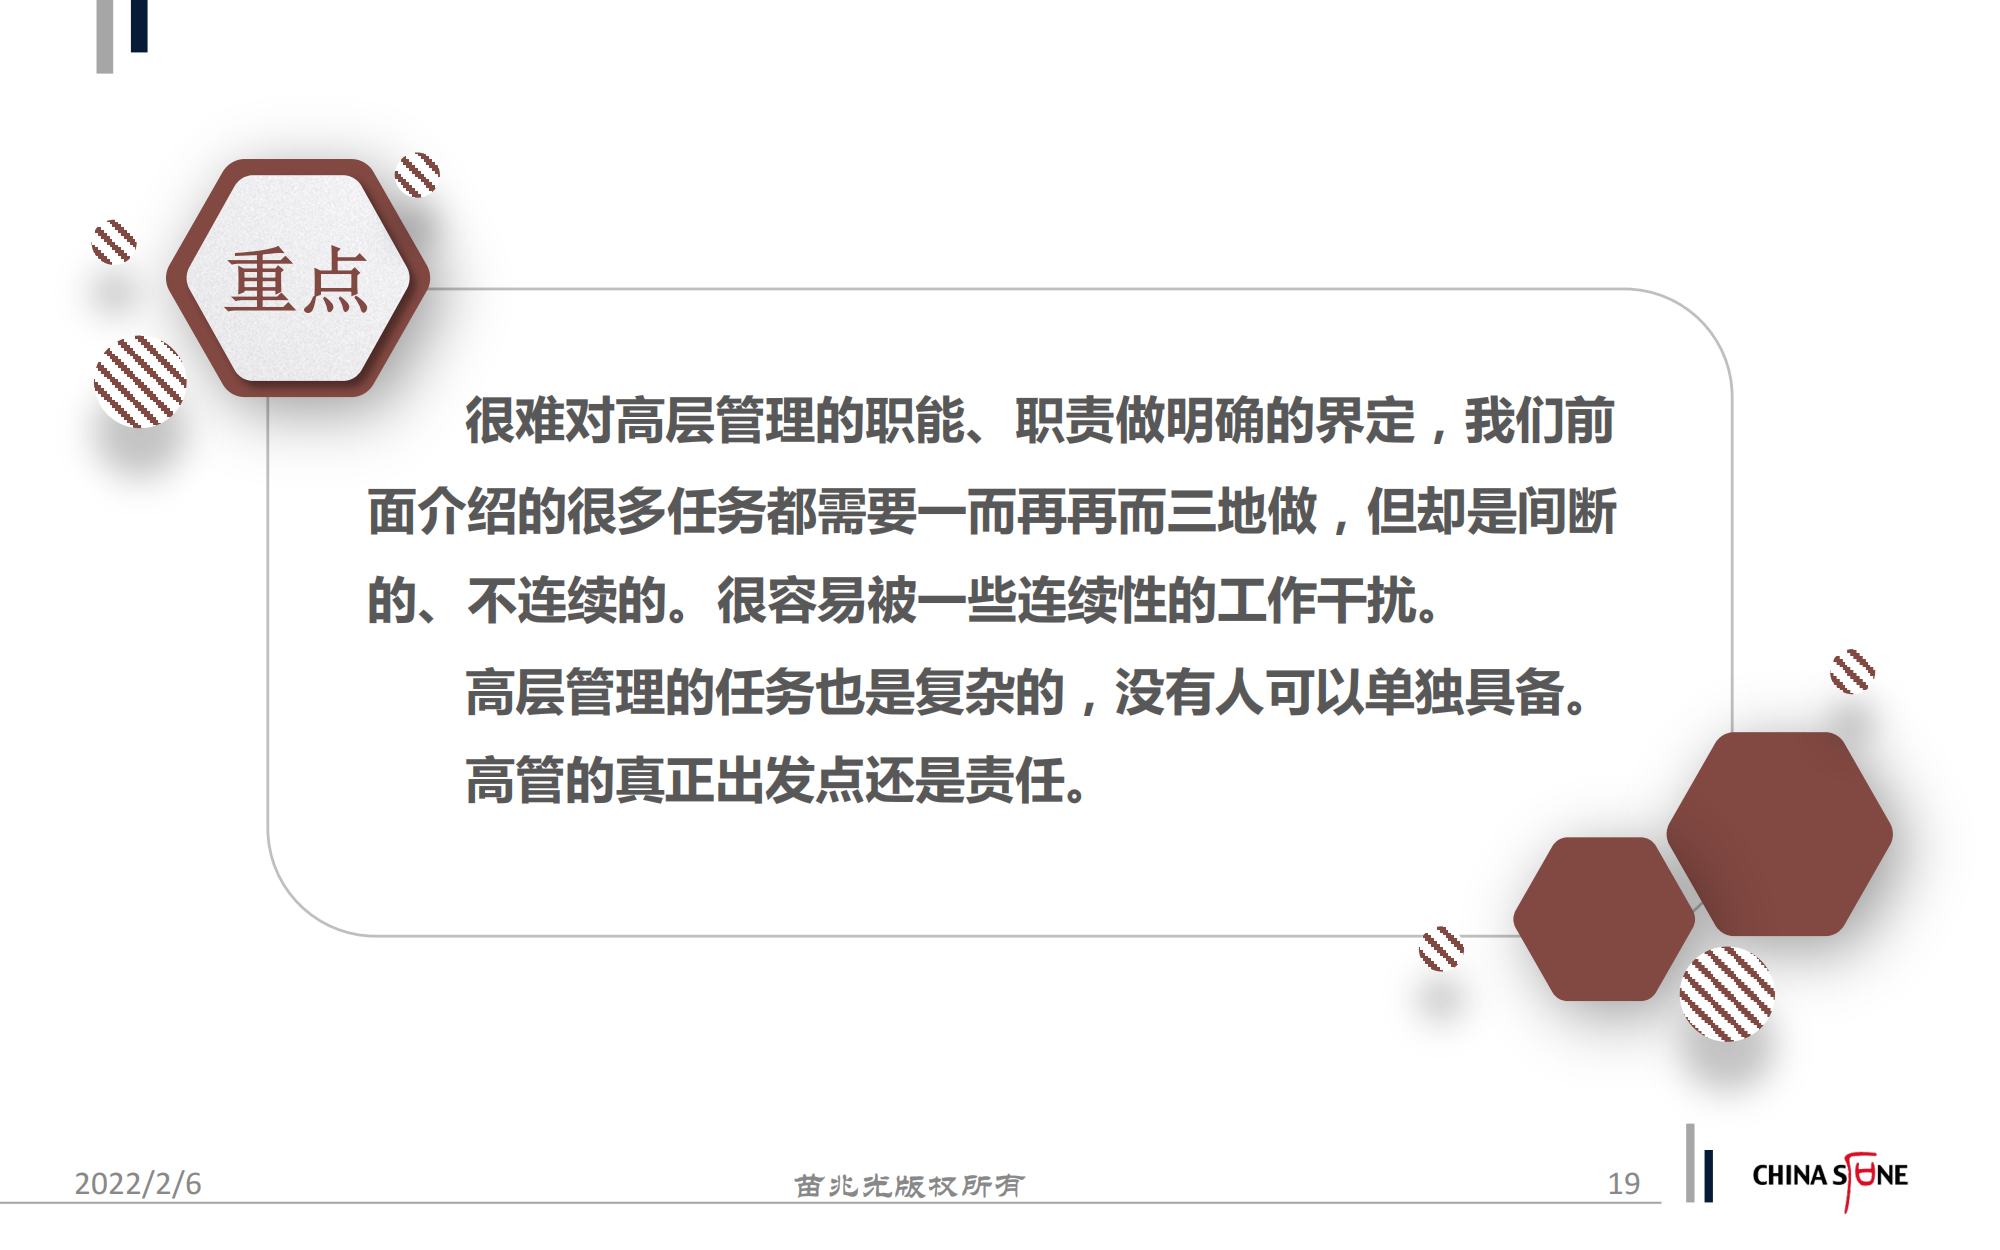 重点
很难对高层管理的职能、职责做明确的界定，我们前
面介绍的很多任务都需要一而再再而三地做，但却是间断
的、不连续的。很容易被一些连续性的工作干扰。
高层管理的任务也是复杂的，没有人可以单独具备。
高管的真正出发点还是责任。
2022/2/6
苗兆光版权所有
19
CHINA STONE